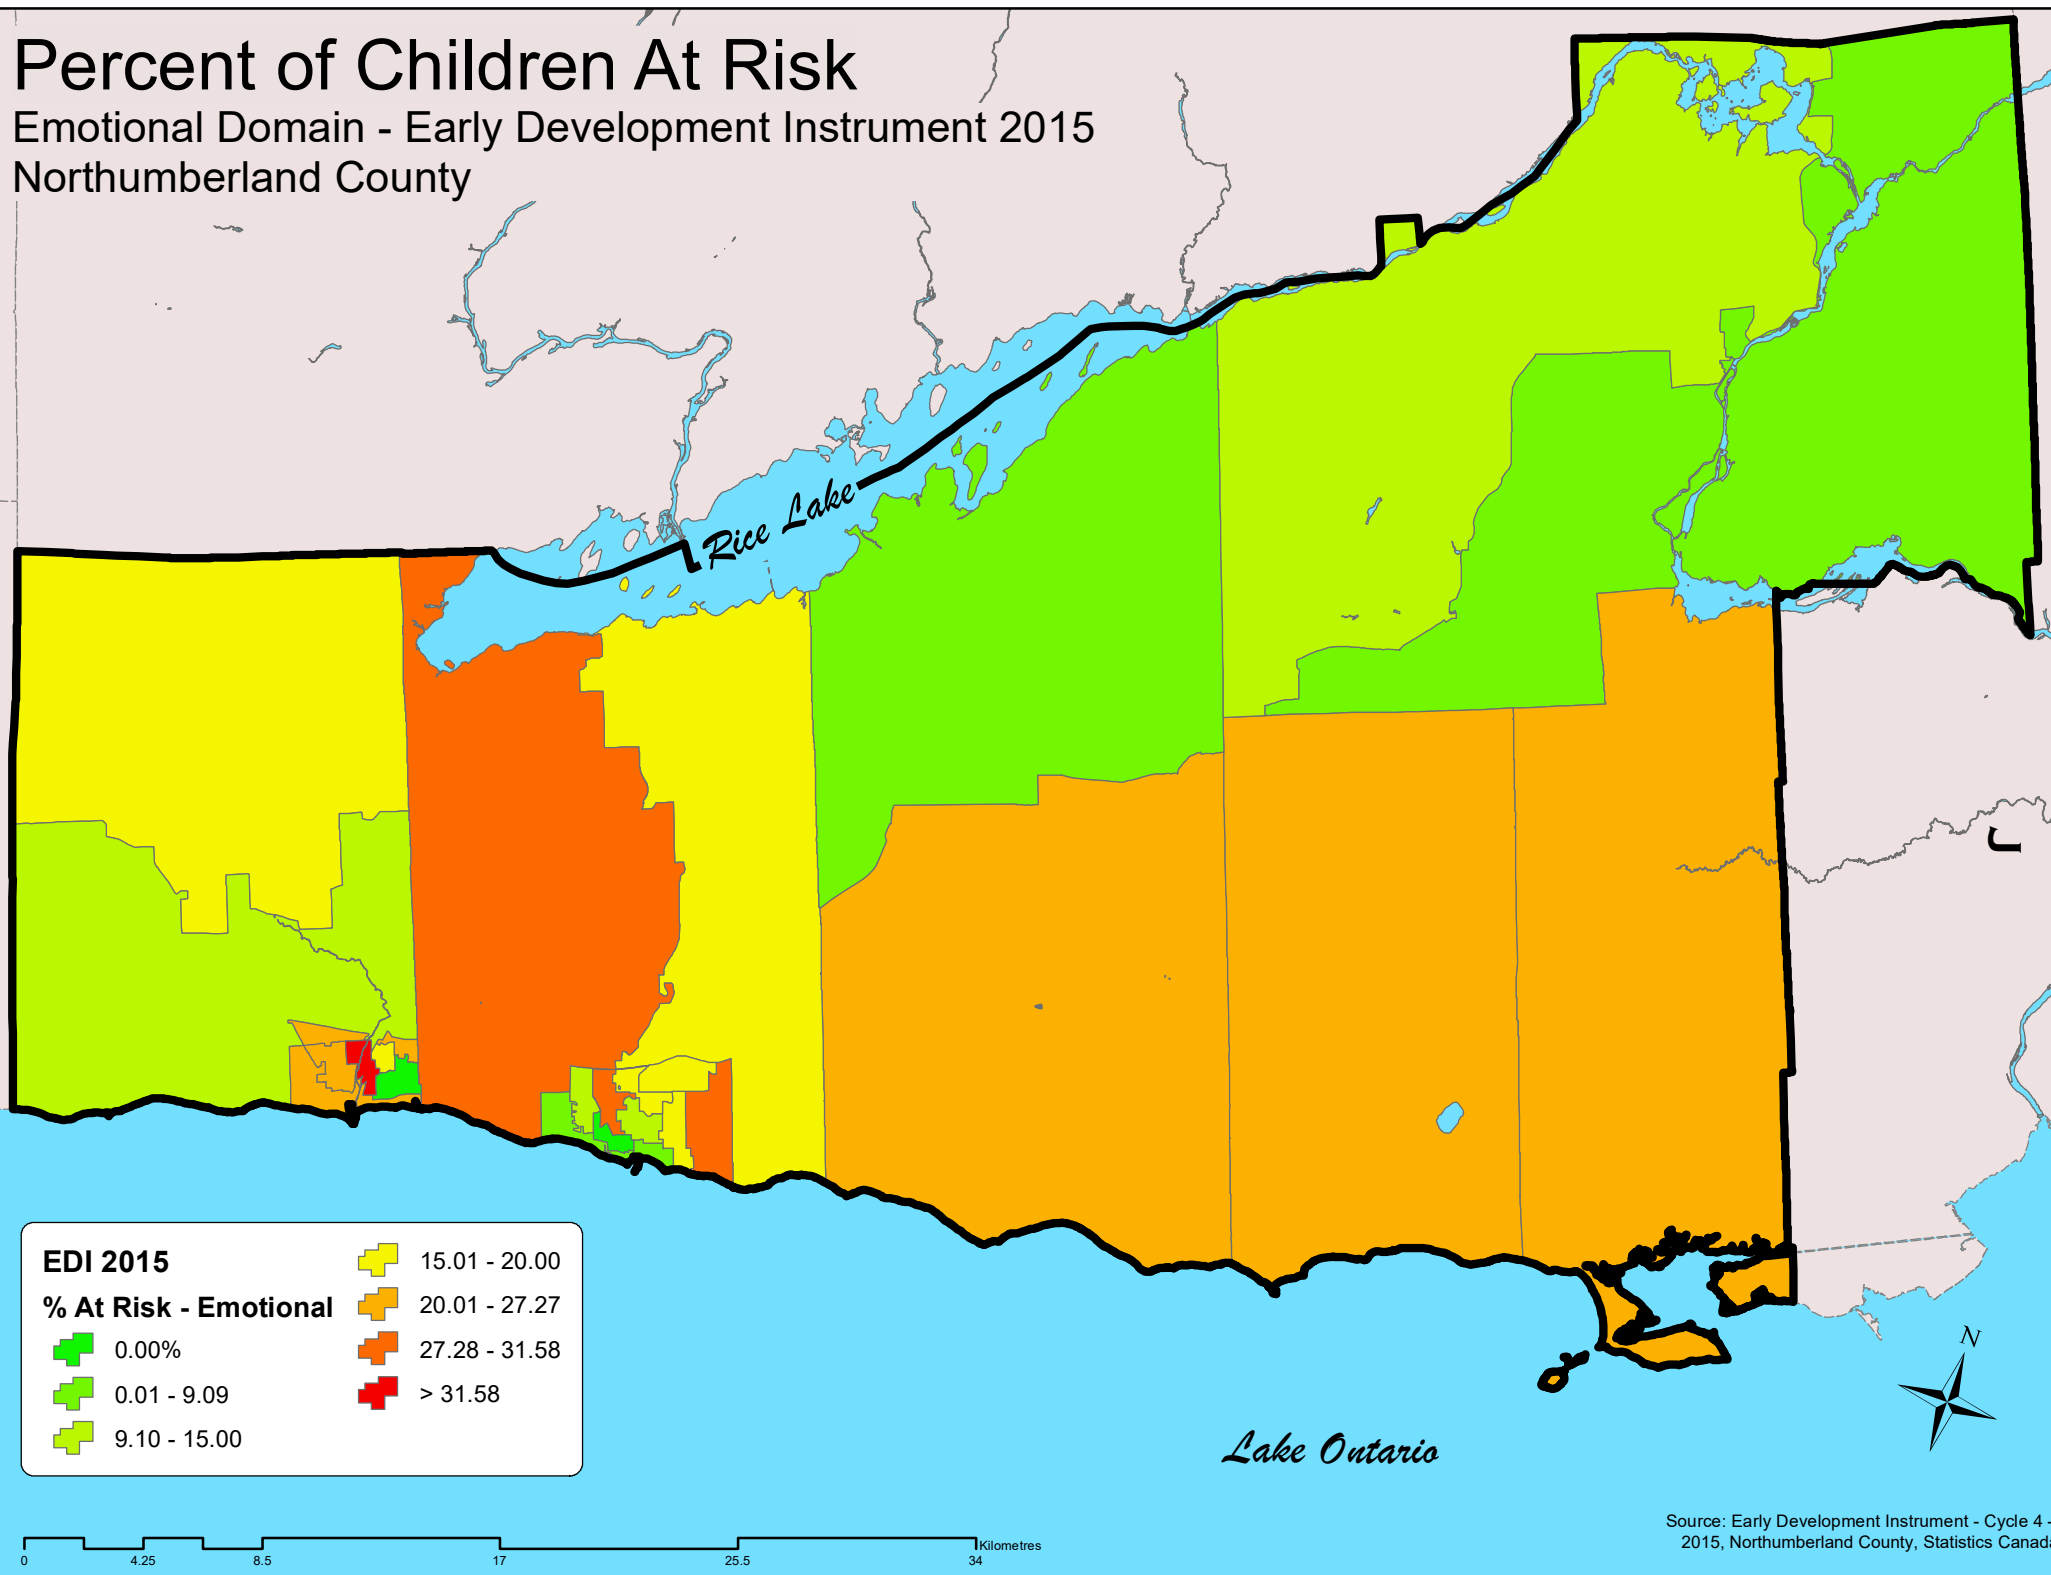 Percent of Children At Risk
Emotional Domain - Early Development Instrument 2015
Northumberland County
Rice Lake
J
EDI 2015
% At Risk - Emotional
0.00%
0.01 - 9.09
9.10 - 15.00
15.01 - 20.00
20.01 - 27.27
27.28 - 31.58
> 31.58
N
Lake Ontario
Source: Early Development Instrument - Cycle 4 -
2015, Northumberland County, Statistics Canada
0 4.25 8.5 17 25.5 34 Kilometres